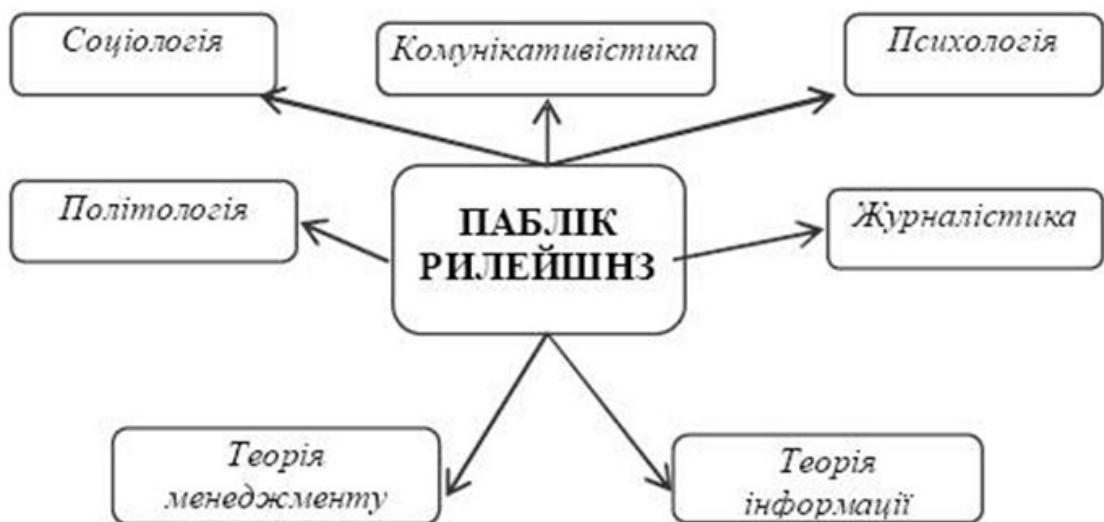 Соціологія
Комунікативістика
Психологія
Політологія
ПАБЛІК
РИЛЕЙШНЗ
Журналістика
Теорія
менеджменту
Теорія
інформації